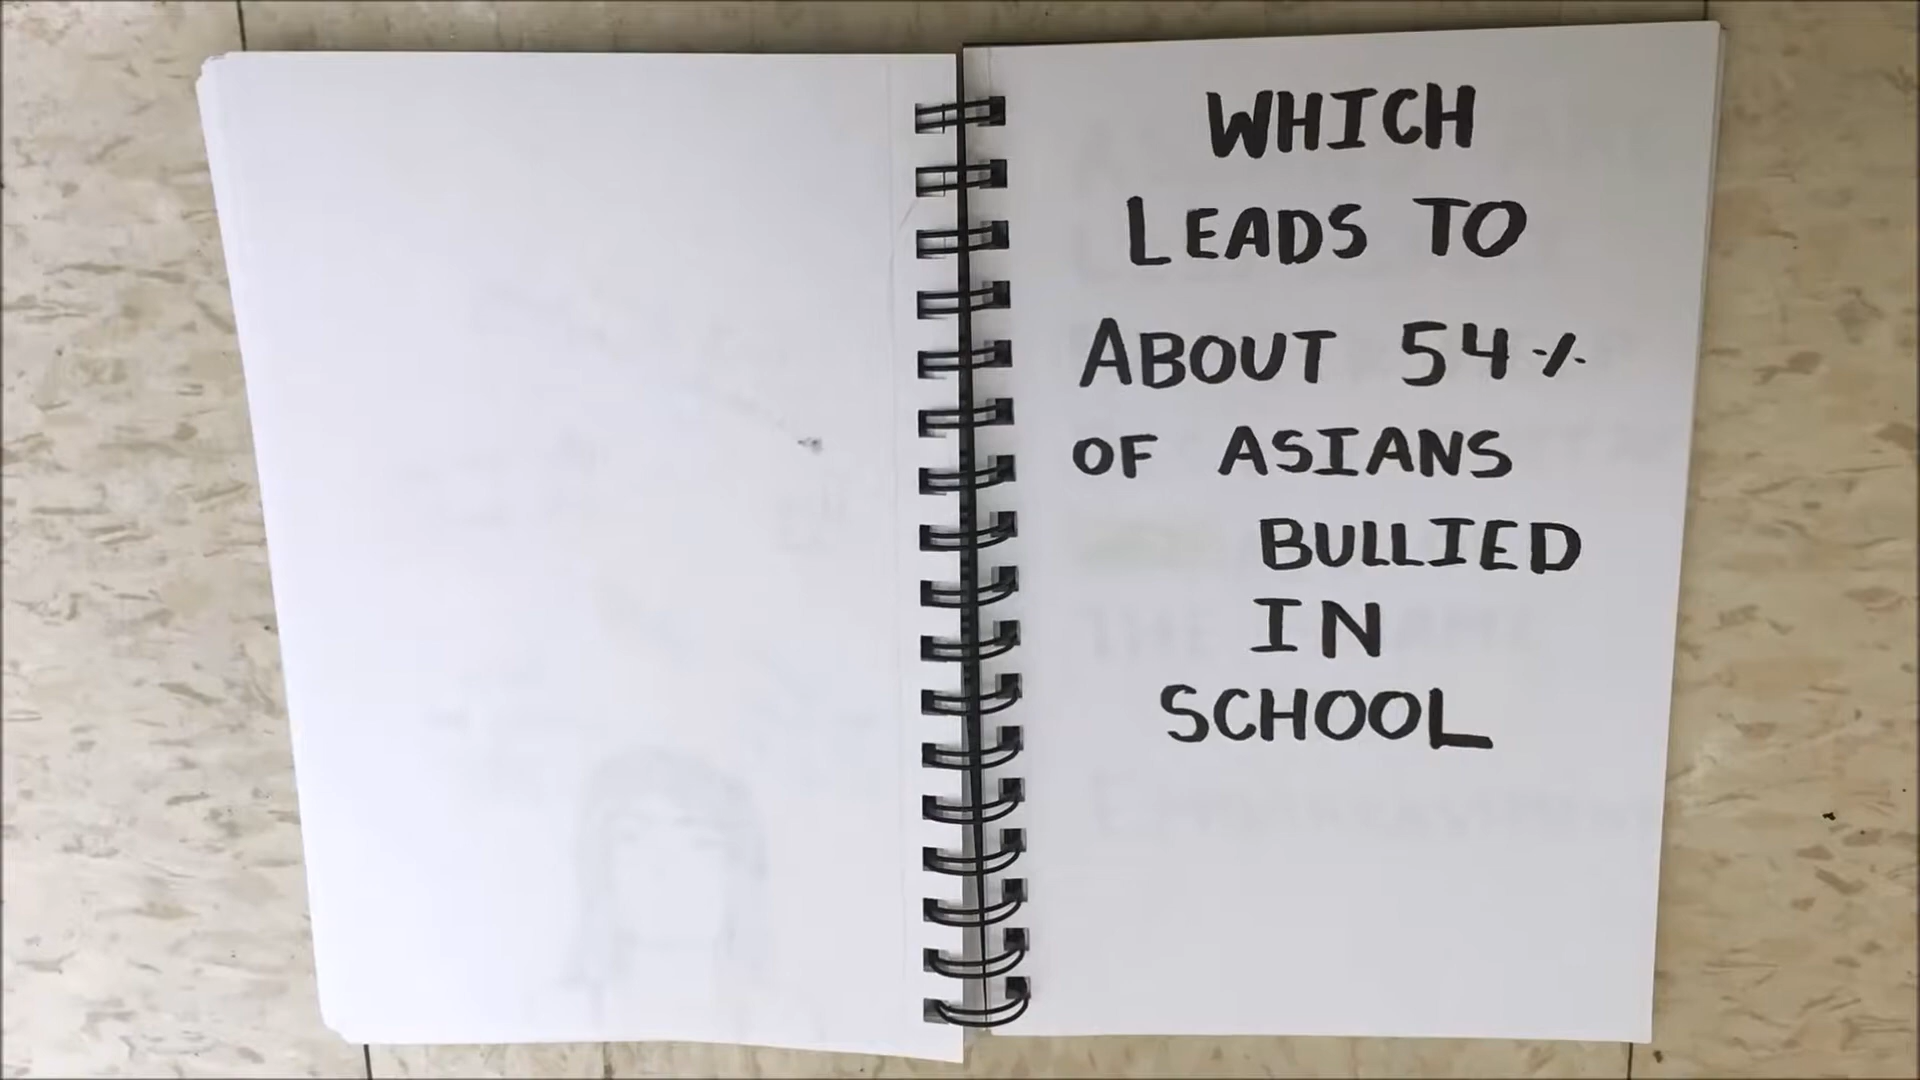 WHICH
LEADS TO
ABOUT 54%
OF ASIANS
BULLIED
IN
SCHOOL